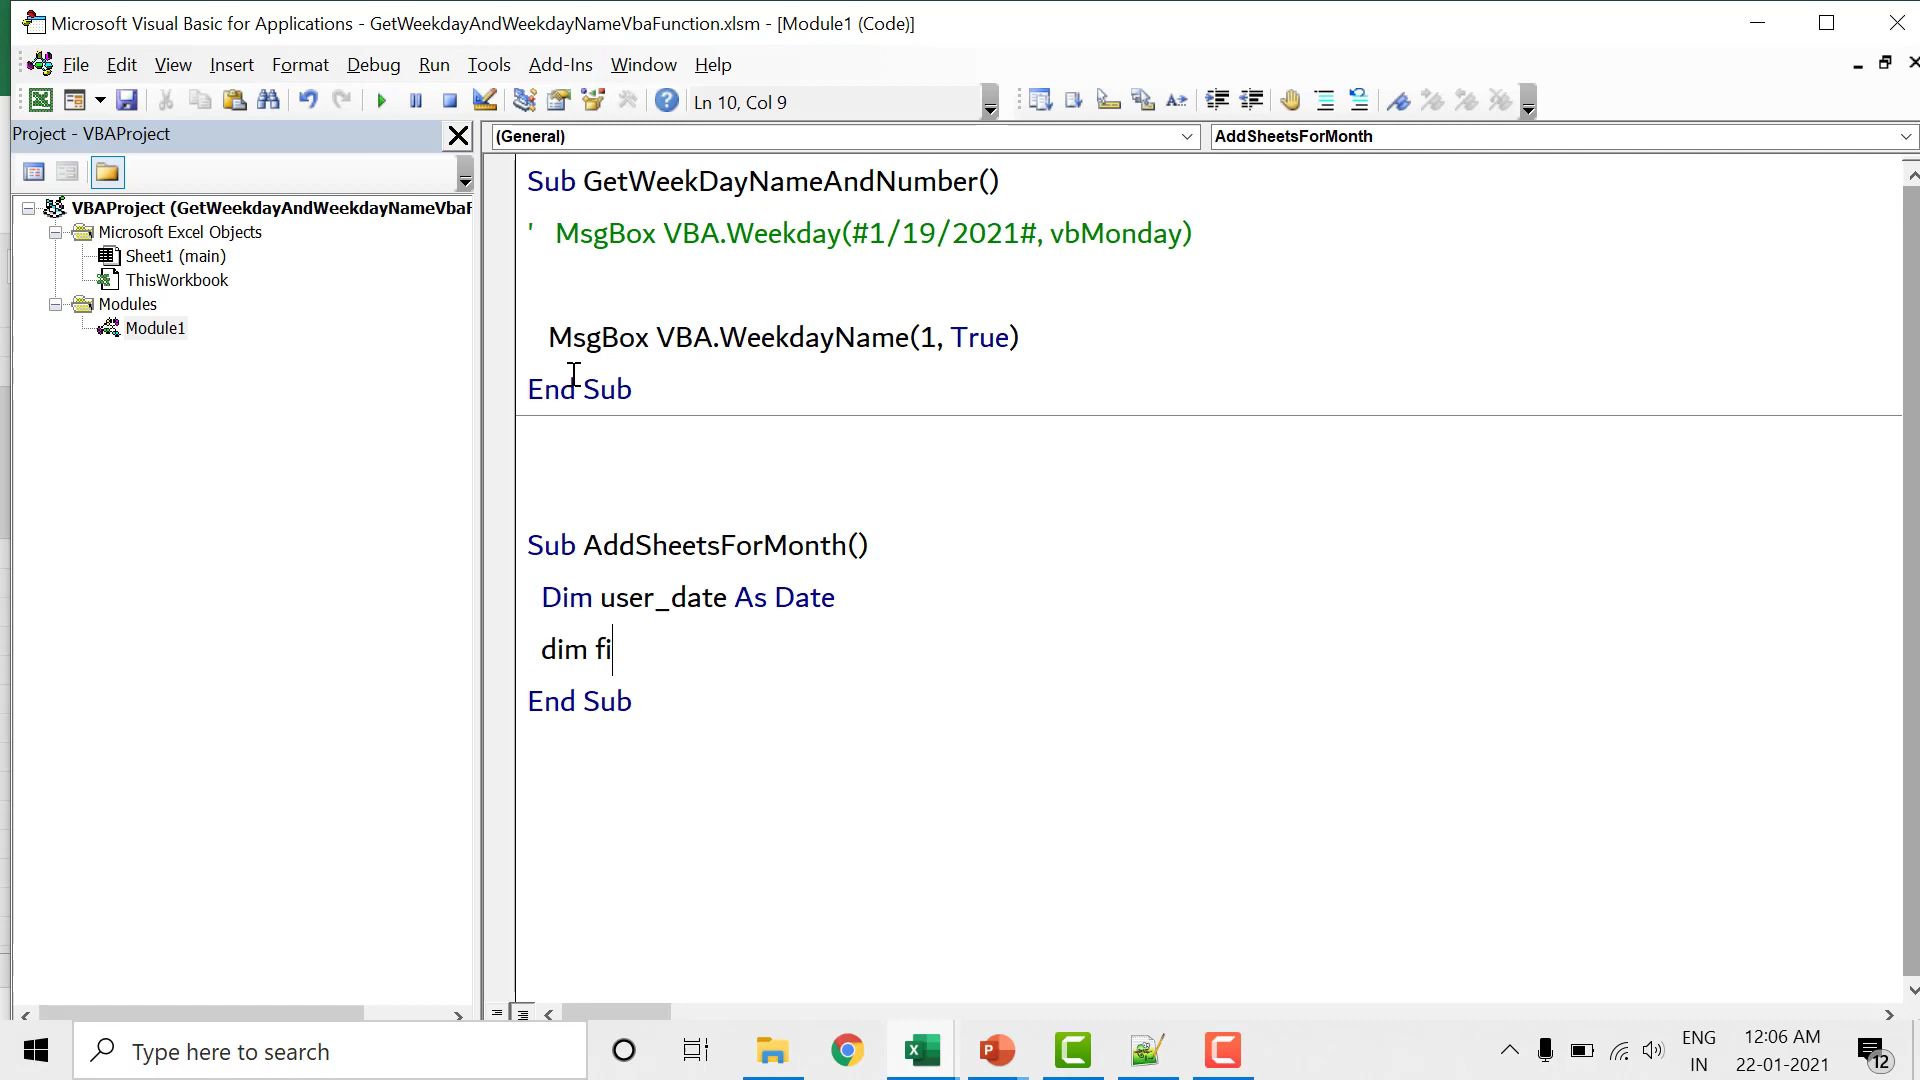 Microsoft Visual Basic for Applications - GetWeekdayAndWeekdayNameVbaFunction.xlsm - [Module1 (Code)]
File Edit View Insert Format Debug Run Tools Add-Ins Window Help
Ln 10, Col 9
Project - VBAProject
(General)
AddSheetsForMonth
VBAProject (GetWeekdayAndWeekdayNameVbaF
Microsoft Excel Objects
Sheet1 (main)
ThisWorkbook
Modules
Module1
Sub GetWeekDayNameAndNumber()
' MsgBox VBA.Weekday(#1/19/2021#, vbMonday)
MsgBox VBA.WeekdayName(1, True)
End Sub
Sub AddSheetsForMonth()
Dim user_date As Date
dim fi
End Sub
Type here to search
ENG
IN
12:06 AM
22-01-2021
12